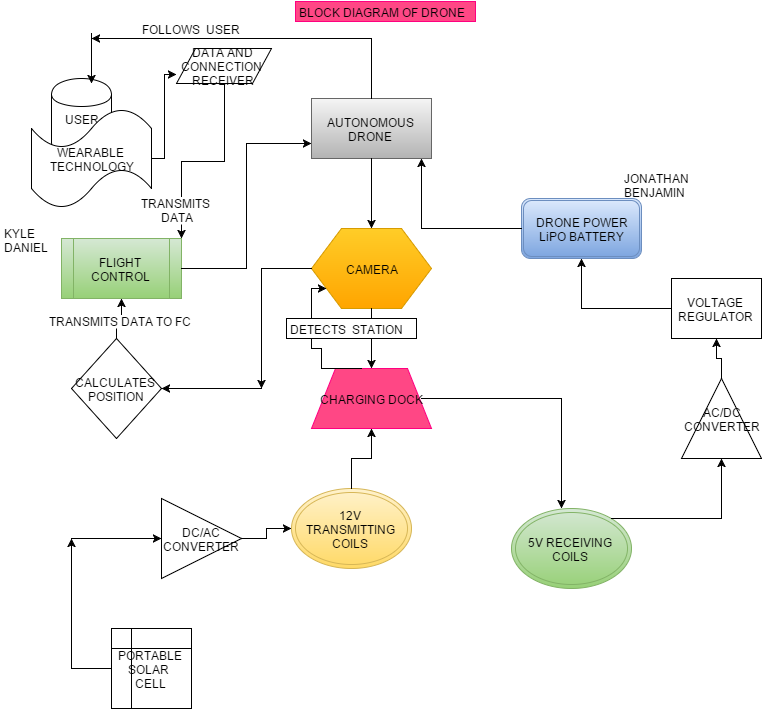 BLOCK DIAGRAM OF DRONE
FOLLOWS USER
DATA AND
CONNECTION
RECEIVER
USER
WEARABLE
TECHNOLOGY
AUTONOMOUS
DRONE
TRANSMITS
DATA
JONATHAN
BENJAMIN
DRONE POWER
LiPO BATTERY
KYLE
DANIEL
FLIGHT
CONTROL
CAMERA
VOLTAGE
REGULATOR
TRANSMITS DATA TO FC
DETECTS STATION
CALCULATES
POSITION
CHARGING DOCK
AC/DC
CONVERTER
12V
TRANSMITTING
COILS
DC/AC
CONVERTER
5V RECEIVING
COILS
PORTABLE
SOLAR
CELL